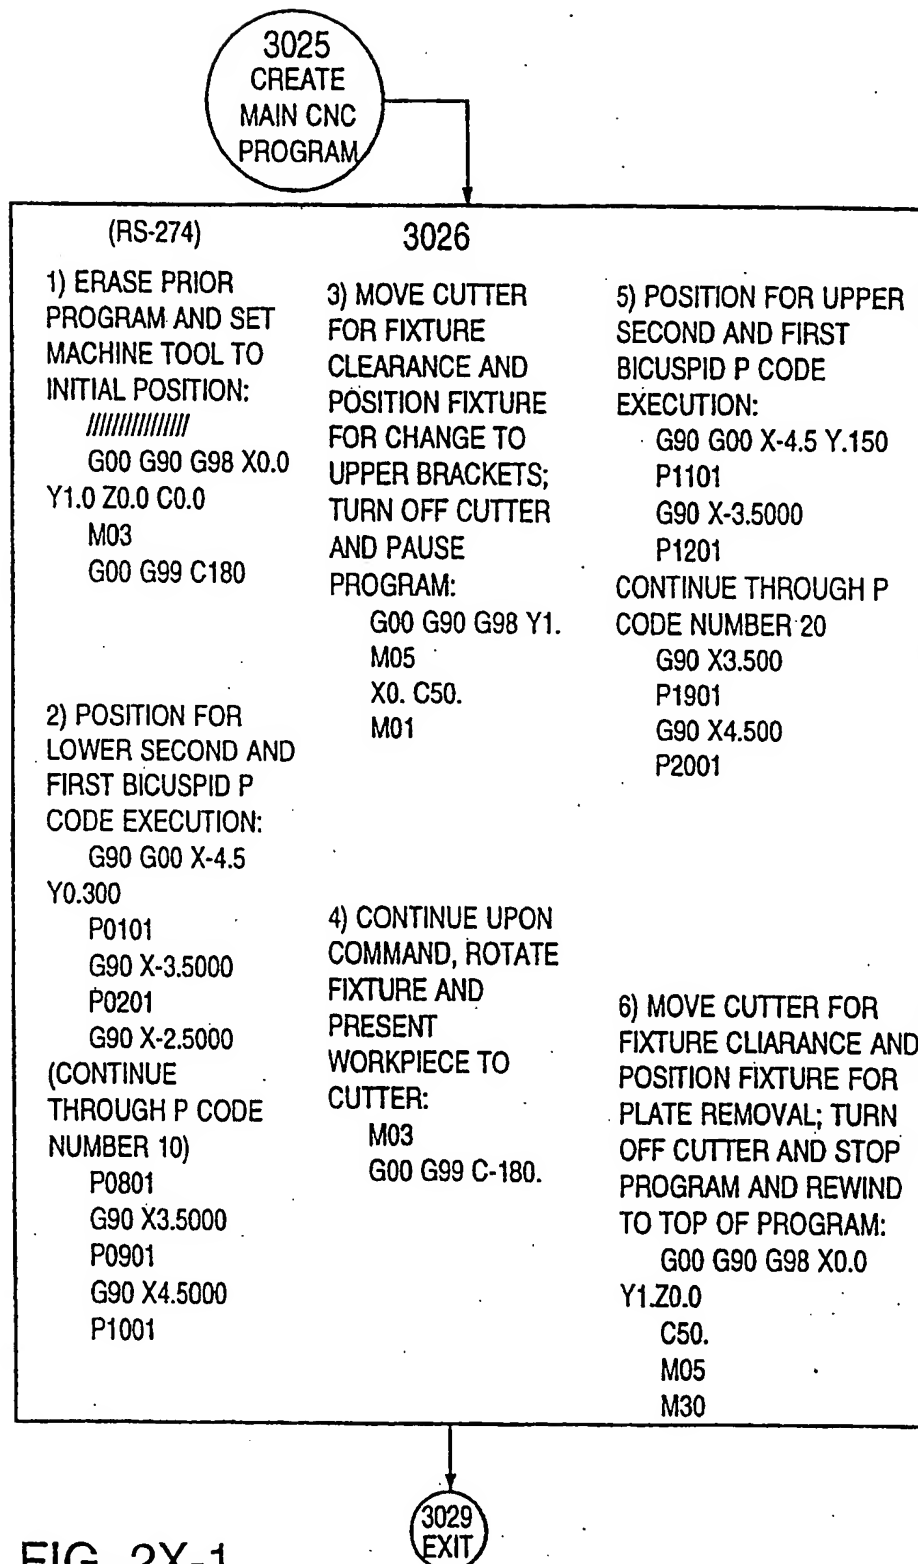 3025
CREATE
MAIN CNC
PROGRAM
(RS-274)
3026
1) ERASE PRIOR
PROGRAM AND SET
MACHINE TOOL TO
INITIAL POSITION:
////////////////
G00 G90 G98 X0.0
Y1.0 Z0.0 C0.0
M03
G00 G99 C180
2) POSITION FOR
LOWER SECOND AND
FIRST BICUSPID P
CODE EXECUTION:
G90 G00 X-4.5
Y0.300
P0101
G90 X-3.5000
P0201
G90 X-2.5000
(CONTINUE
THROUGH P CODE
NUMBER 10)
P0801
G90 X3.5000
P0901
G90 X4.5000
P1001
3) MOVE CUTTER
FOR FIXTURE
CLEARANCE AND
POSITION FIXTURE
FOR CHANGE TO
UPPER BRACKETS;
TURN OFF CUTTER
AND PAUSE
PROGRAM:
G00 G90 G98 Y1.
M05
X0. C50.
M01
4) CONTINUE UPON
COMMAND, ROTATE
FIXTURE AND
PRESENT
WORKPIECE TO
CUTTER:
M03
G00 G99 C-180.
5) POSITION FOR UPPER
SECOND AND FIRST
BICUSPID P CODE
EXECUTION:
G90 G00 X-4.5 Y.150
P1101
G90 X-3.5000
P1201
CONTINUE THROUGH P
CODE NUMBER 20
G90 X3.500
P1901
G90 X4.500
P2001
6) MOVE CUTTER FOR
FIXTURE CLIARANCE AND
POSITION FIXTURE FOR
PLATE REMOVAL; TURN
OFF CUTTER AND STOP
PROGRAM AND REWIND
TO TOP OF PROGRAM:
G00 G90 G98 X0.0
Y1.Z0.0
C50.
M05
M30
3029
EXIT
FIG. 2X-1